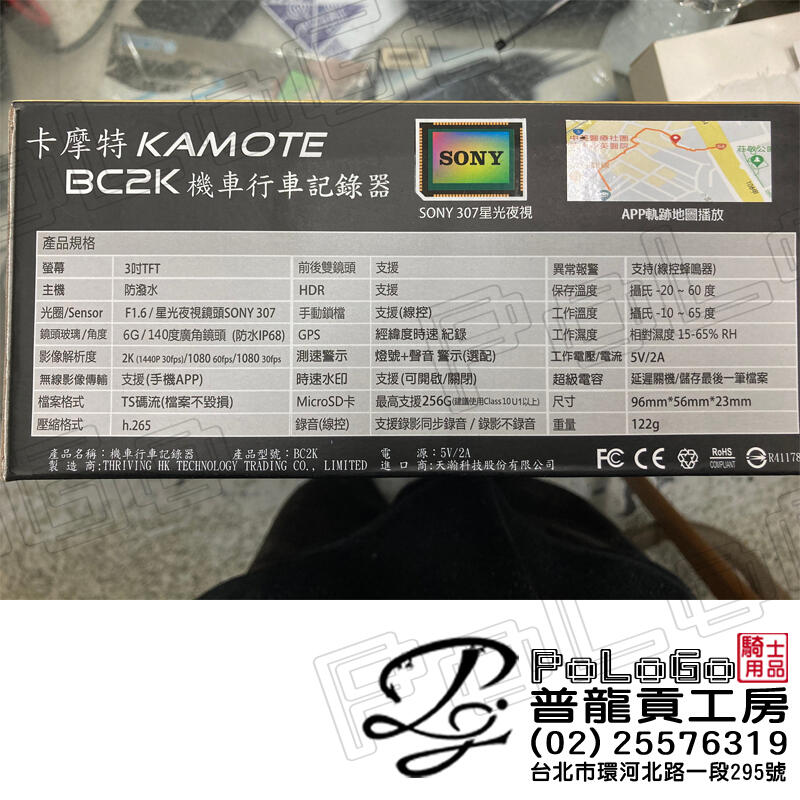 卡摩特 KAMOTE
BC2K 機車行車記錄器
SONY
SONY 307星光夜視
APP軌跡地圖播放
產品規格
螢幕 3吋TFT 前後雙鏡頭 支援 異常報警 支持(線控蜂鳴器)
主機 防潑水 HDR 支援 保存溫度 攝氏 -20 ~ 60 度
光圈/Sensor F1.6 / 星光夜視鏡頭SONY 307 手動鎖檔 支援(線控) 工作溫度 攝氏 -10 ~ 65 度
鏡頭玻璃/角度 6G / 140度廣角鏡頭 (防水IP68) GPS 經緯度時速 紀錄 工作濕度 相對濕度 15-65% RH
影像解析度 2K (1440P 30fps)/1080 60fps/1080 30fps 測速警示 燈號+聲音 警示(選配) 工作電壓/電流 5V/2A
無線影像傳輸 支援(手機APP) 時速水印 支援(可開啟/關閉) 超級電容 延遲關機/儲存最後一筆檔案
檔案格式 TS碼流(檔案不毀損) MicroSD卡 最高支援256G(建議使用Class10 U1以上) 尺寸 96mm*56mm*23mm
壓縮格式 h.265 錄音(線控) 支援錄影同步錄音 / 錄影不錄音 重量 122g
產品名稱：機車行車記錄器 產品型號：BC2K 電 源：5V/2A
製 造 商:THRIVING HK TECHNOLOGY TRADING CO., LIMITED 進 口 商:天瀚科技股份有限公司
FC CE RoHS COMPLIANT R41178
PoLoGo 騎士用品
普龍貢工房
(02)25576319
台北市環河北路一段295號